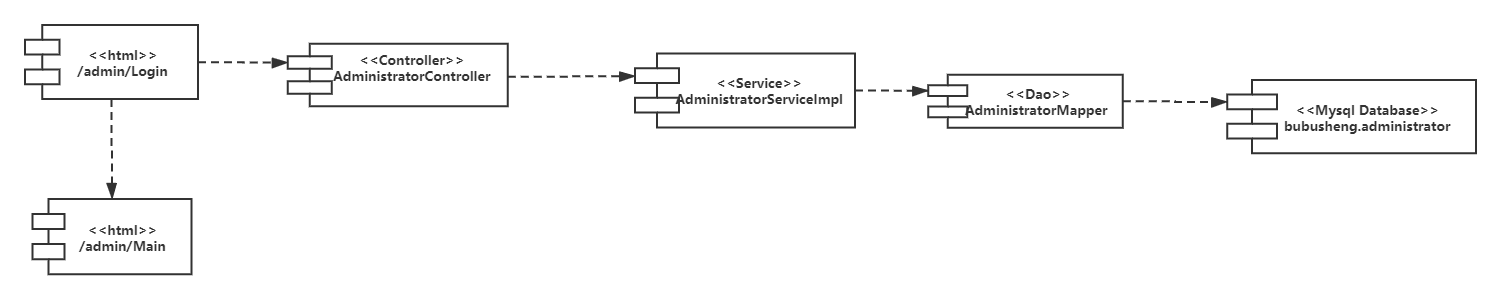 <<html>>
/admin/Login
<<Controller>>
AdministratorController
<<Service>>
AdministratorServiceImpl
<<Dao>>
AdministratorMapper
<<Mysql Database>>
bubusheng.administrator
<<html>>
/admin/Main